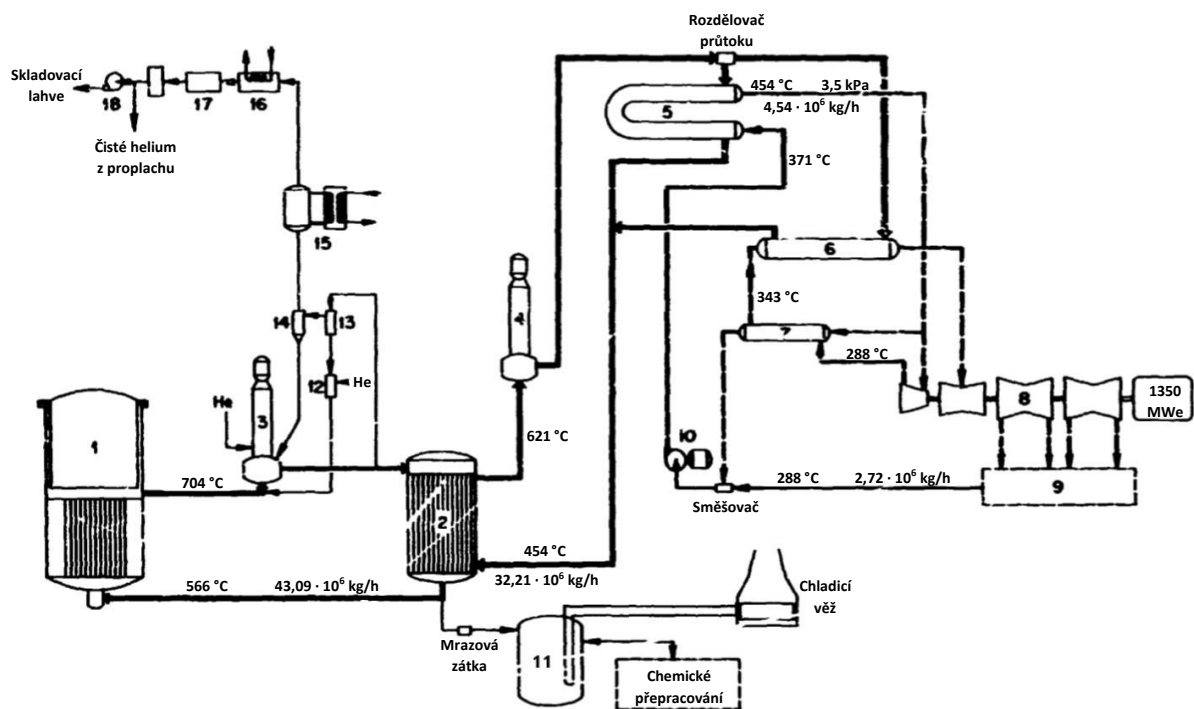 Rozdělovač
průtoku
Skladovací
lahve
18
17
16
Čisté helium
z proplachu
454 °C
3,5 kPa
4,54 · 10⁶ kg/h
5
371 °C
15
6
343 °C
4
14
13
7
288 °C
12
He
He
3
8
1350
MWe
1
621 °C
10
704 °C
288 °C
2,72 · 10⁶ kg/h
9
Směšovač
2
454 °C
32,21 · 10⁶ kg/h
566 °C
43,09 · 10⁶ kg/h
Chladicí
věž
Mrazová
zátka
11
Chemické
přepracování